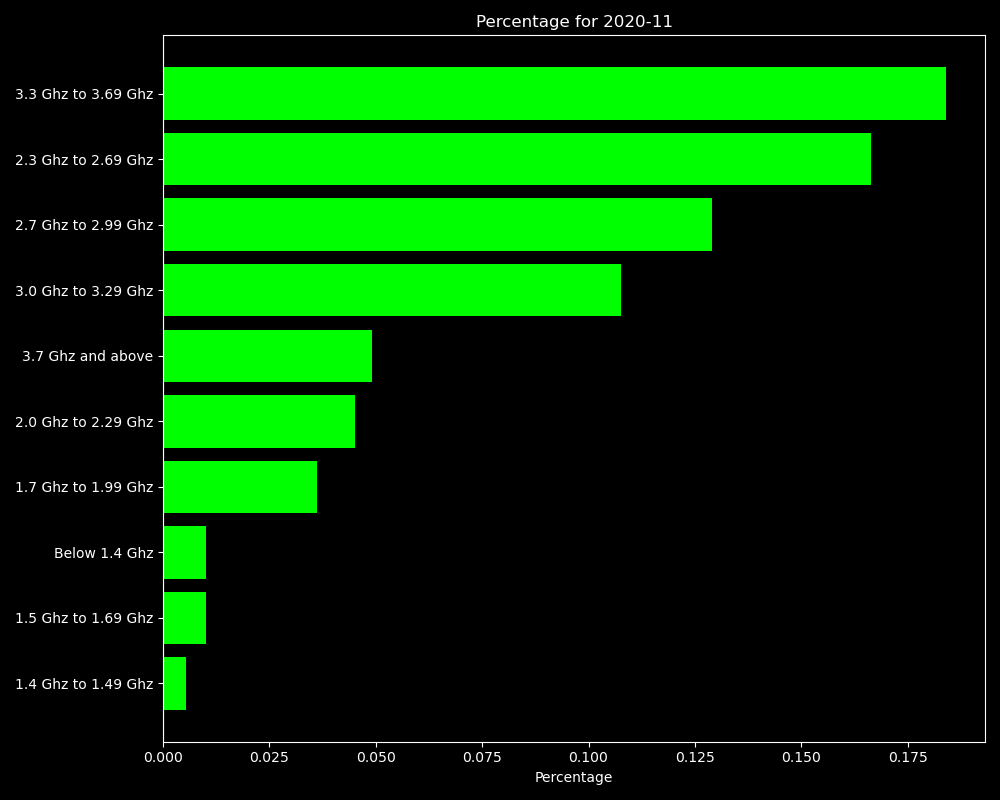 Percentage for 2020-11
3.3 Ghz to 3.69 Ghz
2.3 Ghz to 2.69 Ghz
2.7 Ghz to 2.99 Ghz
3.0 Ghz to 3.29 Ghz
3.7 Ghz and above
2.0 Ghz to 2.29 Ghz
1.7 Ghz to 1.99 Ghz
Below 1.4 Ghz
1.5 Ghz to 1.69 Ghz
1.4 Ghz to 1.49 Ghz
0.000 0.025 0.050 0.075 0.100 0.125 0.150 0.175
Percentage